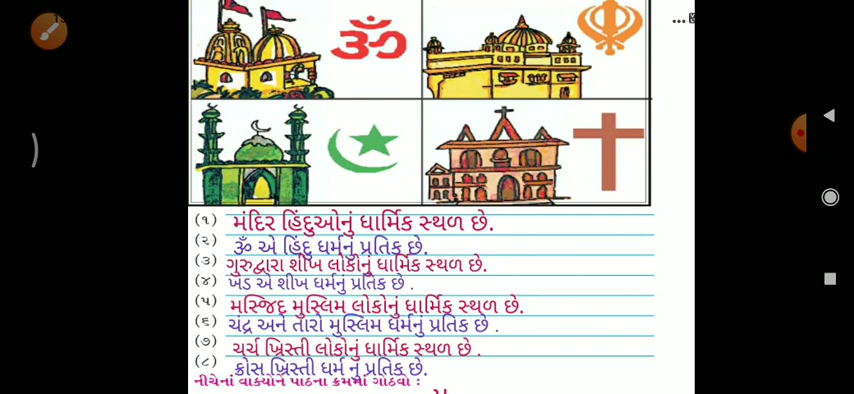 ॐ
(૧) મંદિર હિંદુઓનું ધાર્મિક સ્થળ છે.
(૨) ૐ એ હિંદુ ધર્મનું પ્રતિક છે.
(૩) ગુરુદ્વારા શીખ લોકોનું ધાર્મિક સ્થળ છે.
(૪) ખંડ એ શીખ ધર્મનું પ્રતિક છે .
(૫) મસ્જિદ મુસ્લિમ લોકોનું ધાર્મિક સ્થળ છે.
(૬) ચંદ્ર અને તારો મુસ્લિમ ધર્મનું પ્રતિક છે .
(૭) ચર્ચ ખ્રિસ્તી લોકોનું ધાર્મિક સ્થળ છે .
(૮) ક્રોસ ખ્રિસ્તી ધર્મ નુ પ્રતિક છે.
નીચેનાં વાક્યોને પાઠના ક્રમમાં ગોઠવો :